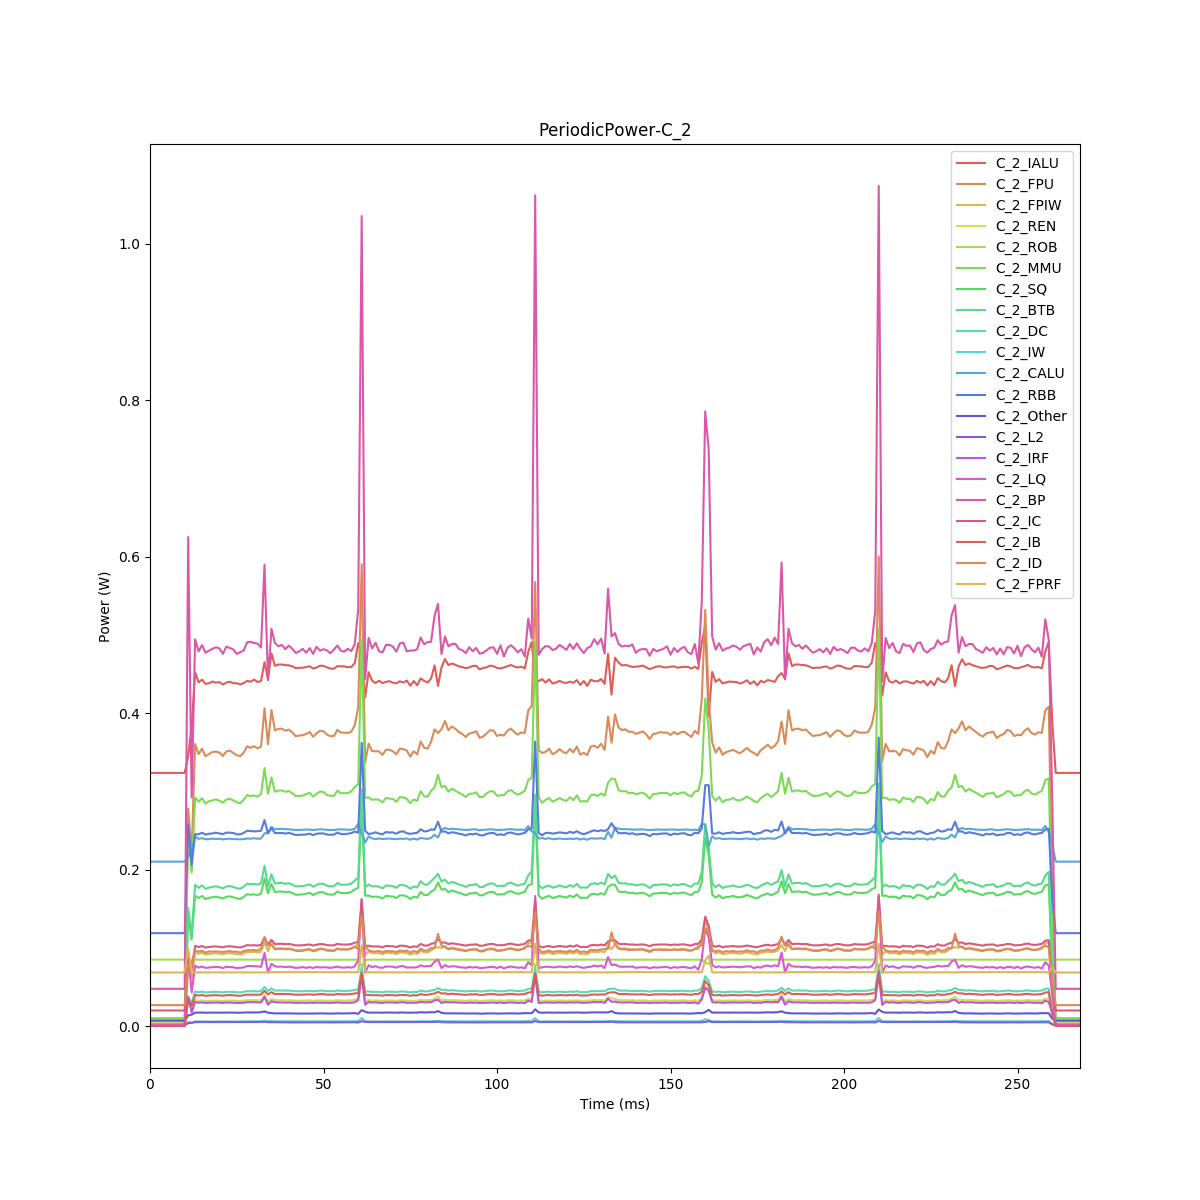 PeriodicPower-C_2
C_2_IALU
C_2_FPU
C_2_FPIW
C_2_REN
C_2_ROB
C_2_MMU
C_2_SQ
C_2_BTB
C_2_DC
C_2_IW
C_2_CALU
C_2_RBB
C_2_Other
C_2_L2
C_2_IRF
C_2_LQ
C_2_BP
C_2_IC
C_2_IB
C_2_ID
C_2_FPRF
1.0
0.8
0.6
0.4
0.2
0.0
Power (W)
0 50 100 150 200 250
Time (ms)